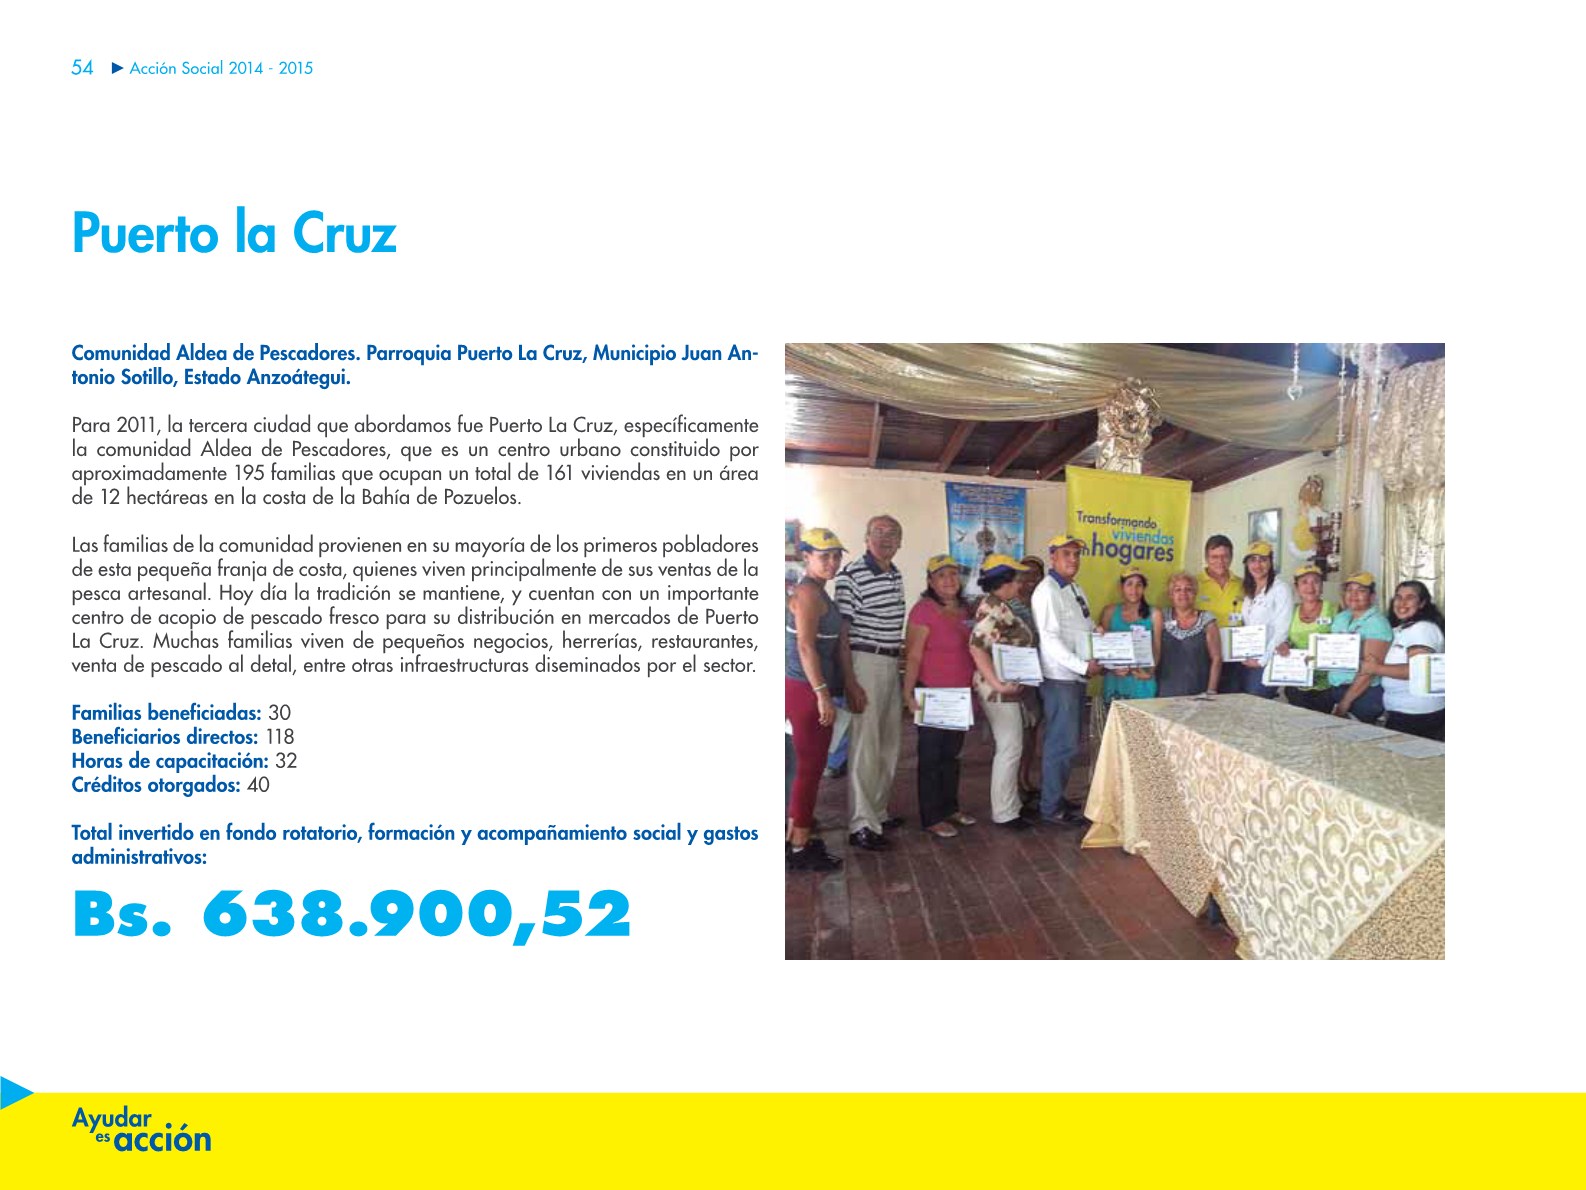 54 ▶ Acción Social 2014 - 2015
Puerto la Cruz
Comunidad Aldea de Pescadores. Parroquia Puerto La Cruz, Municipio Juan An-
tonio Sotillo, Estado Anzoátegui.
Para 2011, la tercera ciudad que abordamos fue Puerto La Cruz, específicamente
la comunidad Aldea de Pescadores, que es un centro urbano constituido por
aproximadamente 195 familias que ocupan un total de 161 viviendas en un área
de 12 hectáreas en la costa de la Bahía de Pozuelos.
Las familias de la comunidad provienen en su mayoría de los primeros pobladores
de esta pequeña franja de costa, quienes viven principalmente de sus ventas de la
pesca artesanal. Hoy día la tradición se mantiene, y cuentan con un importante
centro de acopio de pescado fresco para su distribución en mercados de Puerto
La Cruz. Muchas familias viven de pequeños negocios, herrerías, restaurantes,
venta de pescado al detal, entre otras infraestructuras diseminados por el sector.
Familias beneficiadas: 30
Beneficiarios directos: 118
Horas de capacitación: 32
Créditos otorgados: 40
Total invertido en fondo rotatorio, formación y acompañamiento social y gastos
administrativos:
Bs. 638.900,52
Transformando
viviendas
hogares
Ayudar
es acción